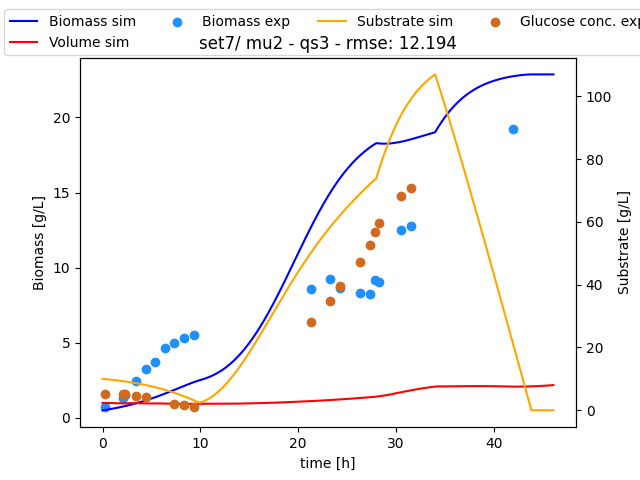 Biomass sim Biomass exp Substrate sim Glucose conc. exp
Volume sim
set7/ mu2 - qs3 - rmse: 12.194
Biomass [g/L]
20
15
10
5
0
100
80
60
40
20
0
Substrate [g/L]
0 10 20 30 40
time [h]